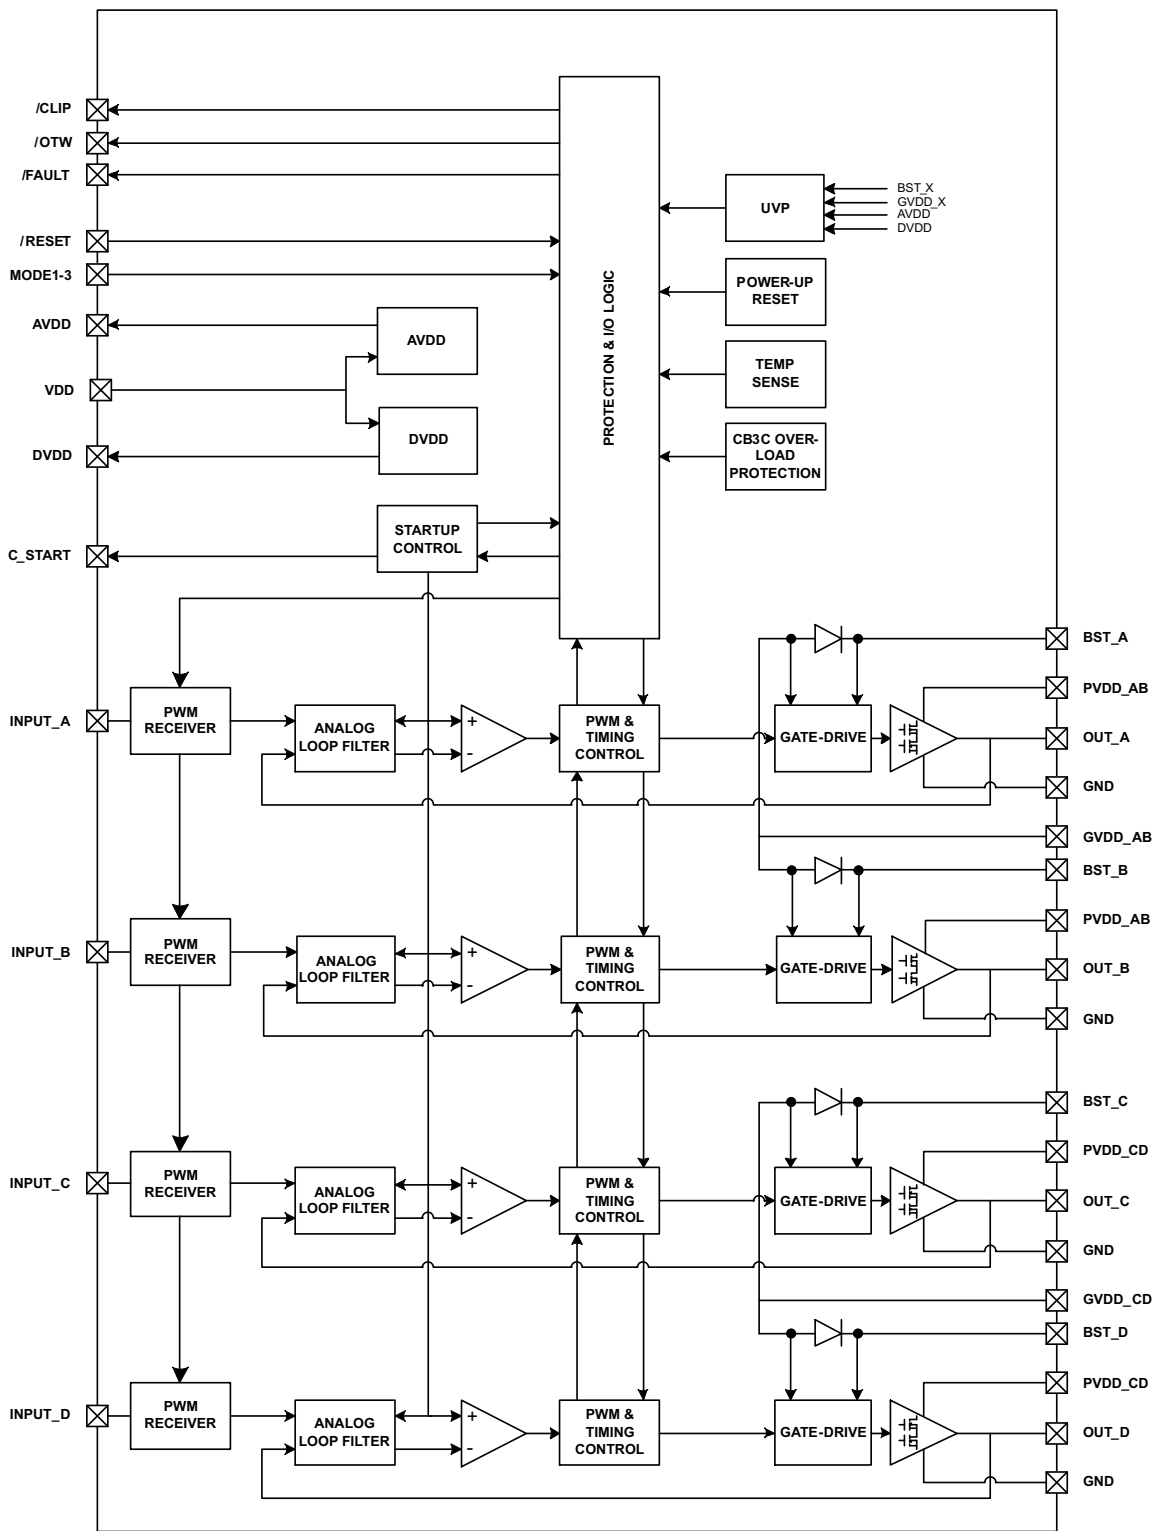 /CLIP
/OTW
/FAULT
/RESET
MODE1-3
AVDD
VDD
DVDD
C_START
AVDD
DVDD
STARTUP
CONTROL
PROTECTION & I/O LOGIC
UVP
BST_X
GVDD_X
AVDD
DVDD
POWER-UP
RESET
TEMP
SENSE
CB3C OVER-
LOAD
PROTECTION
INPUT_A
PWM
RECEIVER
ANALOG
LOOP FILTER
+
-
PWM &
TIMING
CONTROL
GATE-DRIVE
BST_A
PVDD_AB
OUT_A
GND
GVDD_AB
BST_B
INPUT_B
PWM
RECEIVER
ANALOG
LOOP FILTER
+
-
PWM &
TIMING
CONTROL
GATE-DRIVE
PVDD_AB
OUT_B
GND
BST_C
INPUT_C
PWM
RECEIVER
ANALOG
LOOP FILTER
+
-
PWM &
TIMING
CONTROL
GATE-DRIVE
PVDD_CD
OUT_C
GND
GVDD_CD
BST_D
INPUT_D
PWM
RECEIVER
ANALOG
LOOP FILTER
+
-
PWM &
TIMING
CONTROL
GATE-DRIVE
PVDD_CD
OUT_D
GND